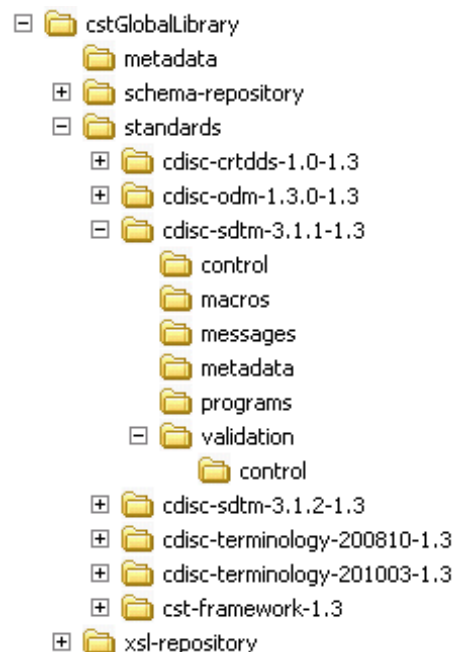 cstGlobalLibrary
metadata
schema-repository
standards
cdisc-crtdds-1.0-1.3
cdisc-odm-1.3.0-1.3
cdisc-sdtm-3.1.1-1.3
control
macros
messages
metadata
programs
validation
control
cdisc-sdtm-3.1.2-1.3
cdisc-terminology-200810-1.3
cdisc-terminology-201003-1.3
cst-framework-1.3
xsl-repository